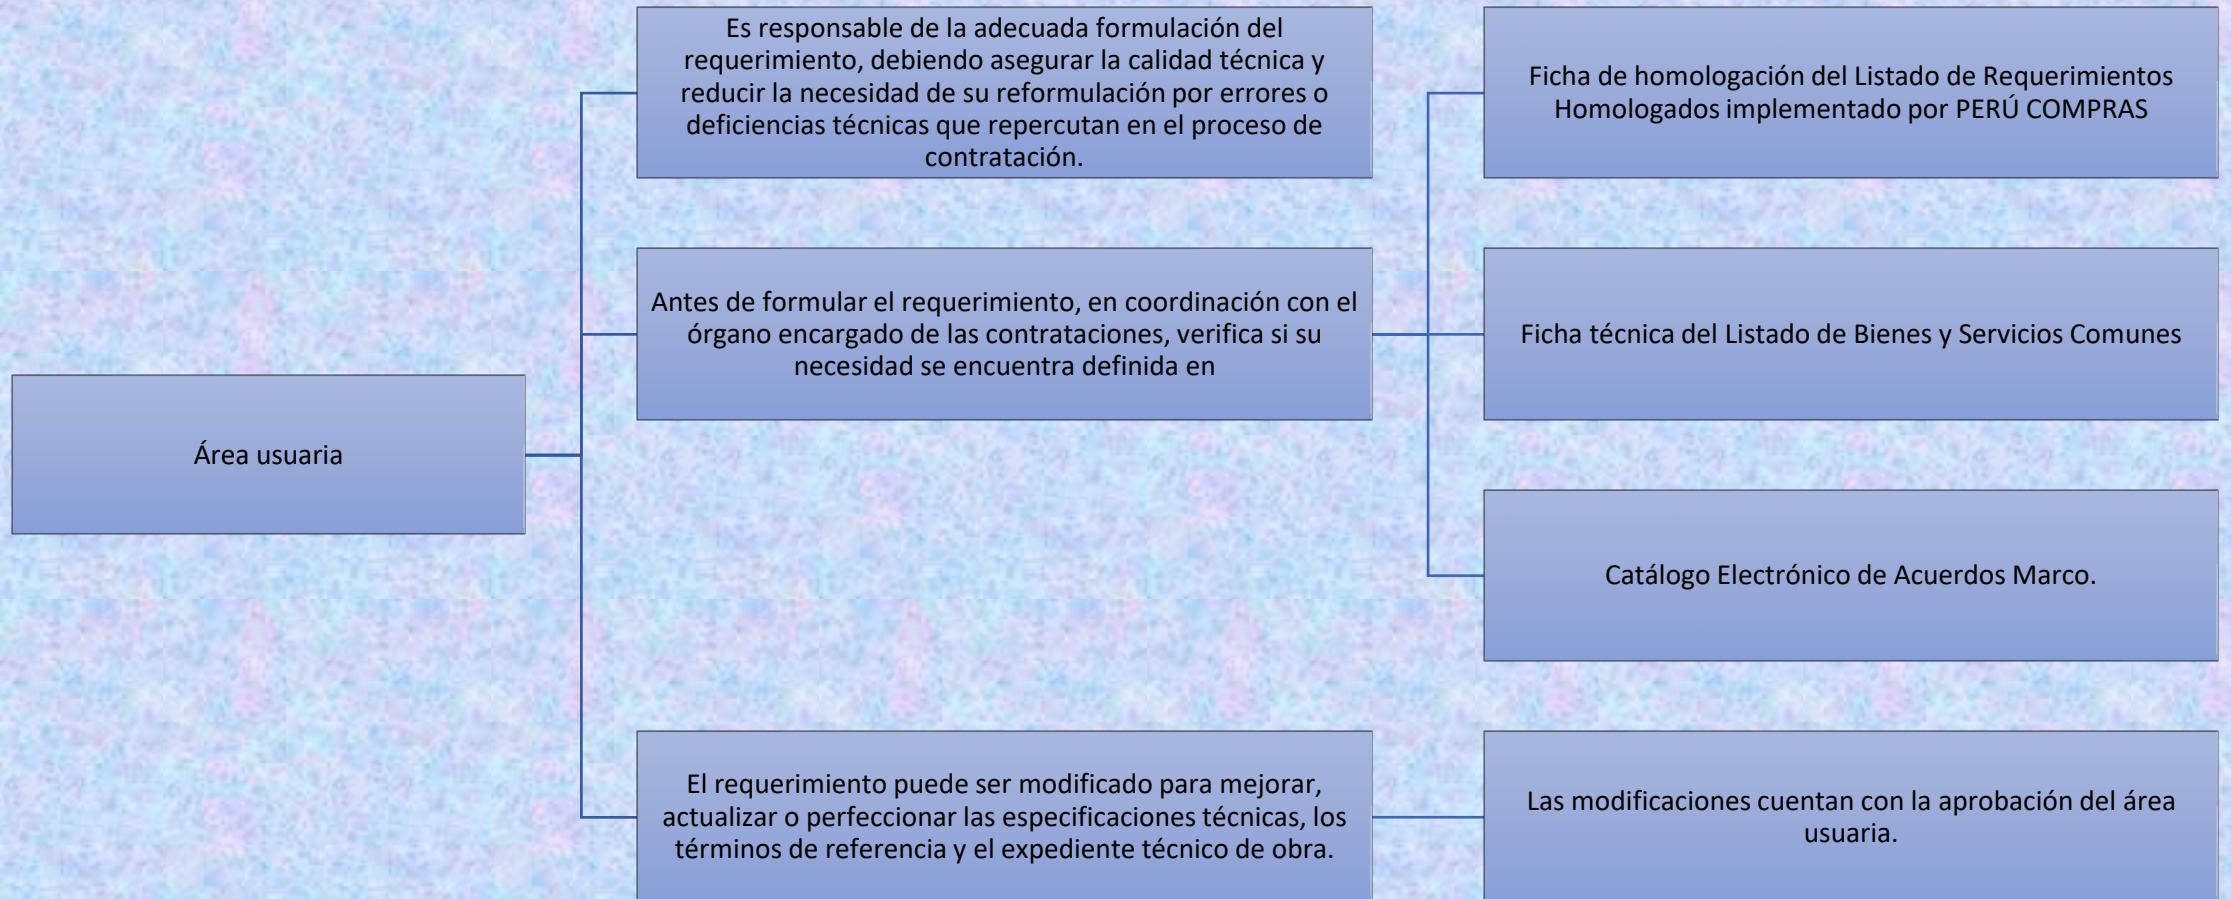 Área usuaria
Es responsable de la adecuada formulación del
requerimiento, debiendo asegurar la calidad técnica y
reducir la necesidad de su reformulación por errores o
deficiencias técnicas que repercutan en el proceso de
contratación.
Antes de formular el requerimiento, en coordinación con el
órgano encargado de las contrataciones, verifica si su
necesidad se encuentra definida en
Ficha de homologación del Listado de Requerimientos
Homologados implementado por PERÚ COMPRAS
Ficha técnica del Listado de Bienes y Servicios Comunes
Catálogo Electrónico de Acuerdos Marco.
El requerimiento puede ser modificado para mejorar,
actualizar o perfeccionar las especificaciones técnicas, los
términos de referencia y el expediente técnico de obra.
Las modificaciones cuentan con la aprobación del área
usuaria.